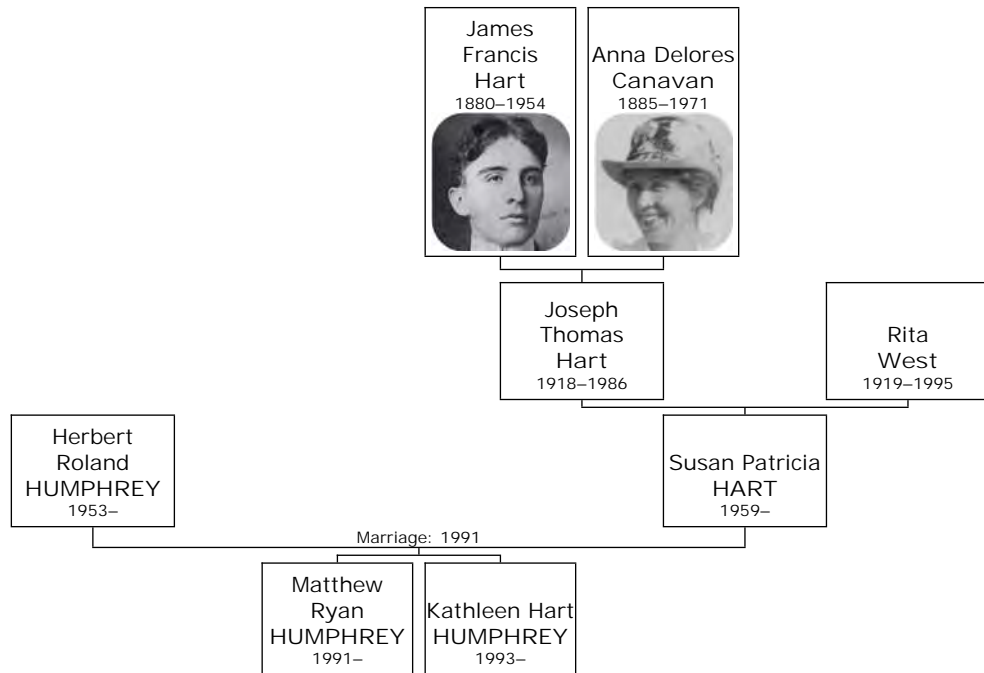 James
Francis
Hart
1880–1954
Anna Delores
Canavan
1885–1971
Joseph
Thomas
Hart
1918–1986
Rita
West
1919–1995
Herbert
Roland
HUMPHREY
1953–
Susan Patricia
HART
1959–
Marriage: 1991
Matthew
Ryan
HUMPHREY
1991–
Kathleen Hart
HUMPHREY
1993–